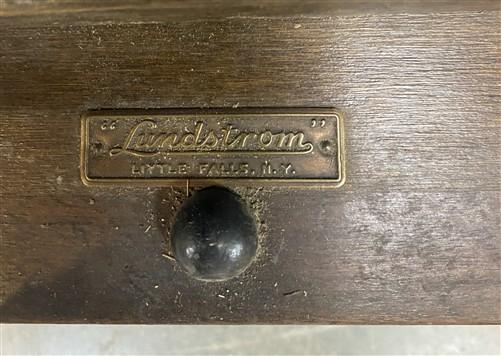 "Lundstrom"
LITTLE FALLS, N.Y.